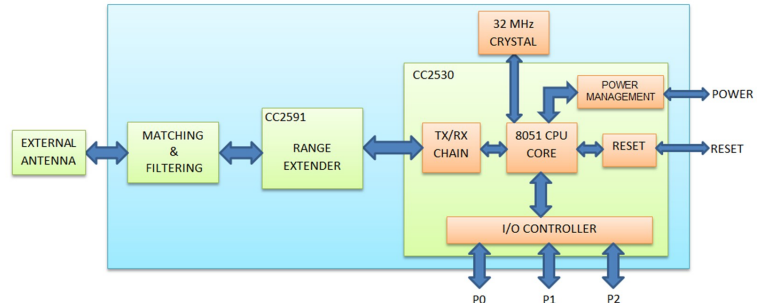 32 MHz
CRYSTAL
CC2530
POWER
MANAGEMENT
POWER
CC2591
EXTERNAL
ANTENNA
MATCHING
&
FILTERING
RANGE
EXTENDER
TX/RX
CHAIN
8051 CPU
CORE
RESET
RESET
I/O CONTROLLER
P0
P1
P2